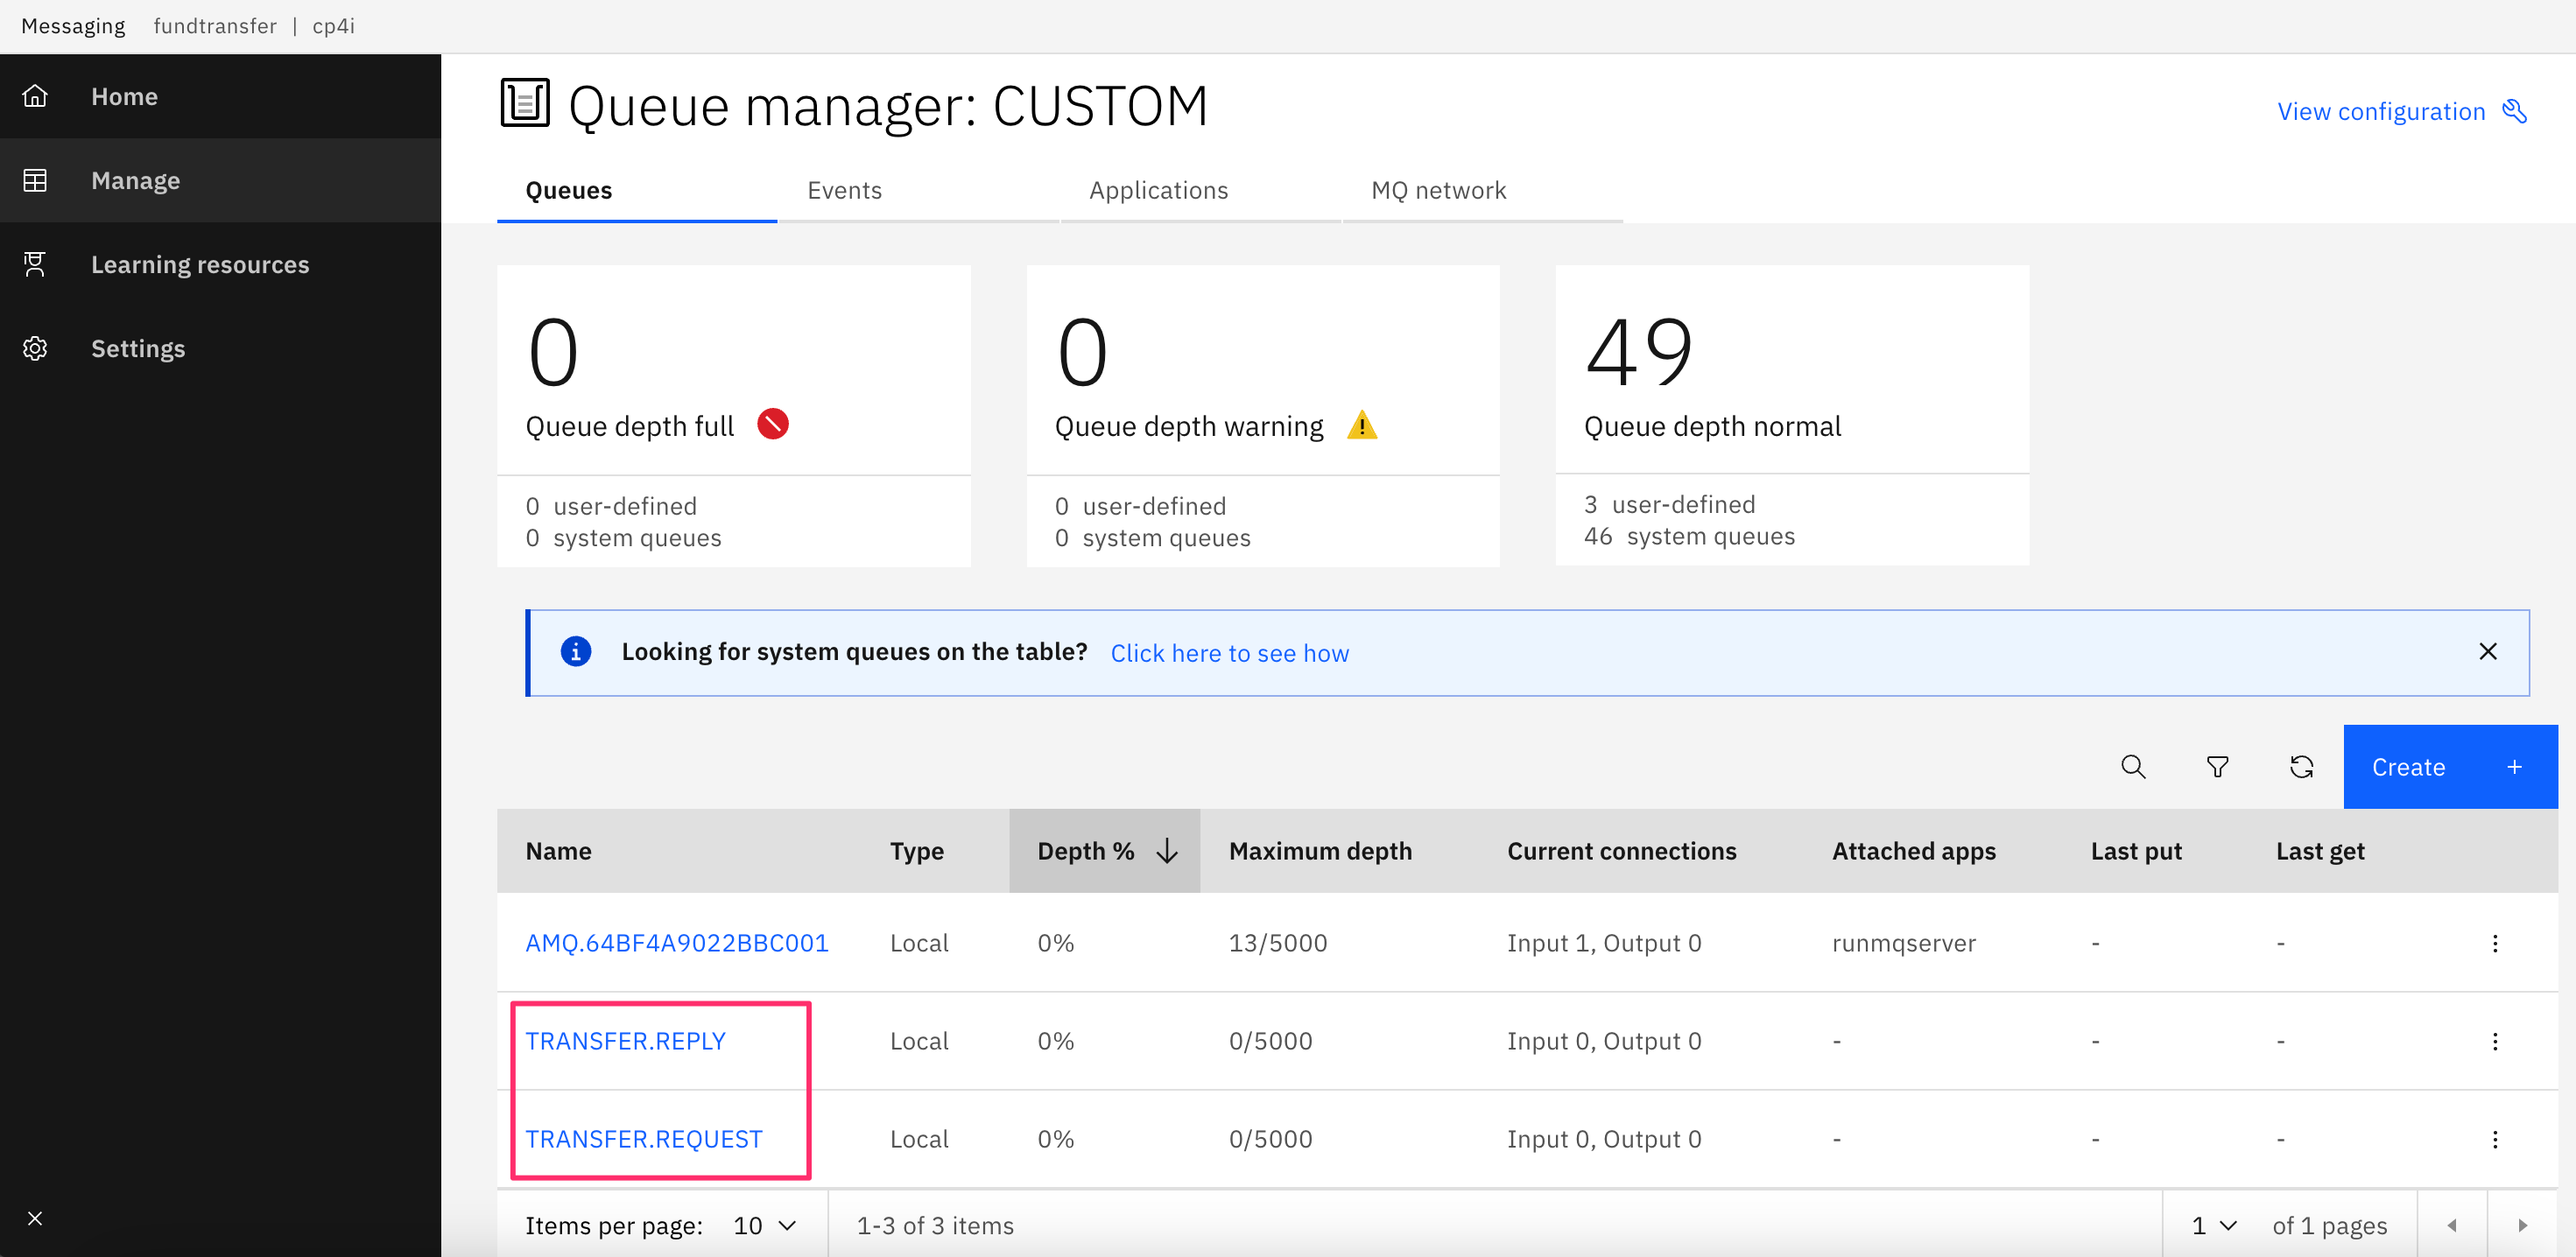 Messaging fundtransfer | cp4i
Home
Manage
Learning resources
Settings
Queue manager: CUSTOM
View configuration
Queues Events Applications MQ network
0
Queue depth full
0 user-defined
0 system queues
0
Queue depth warning
0 user-defined
0 system queues
49
Queue depth normal
3 user-defined
46 system queues
Looking for system queues on the table? Click here to see how
Create +
Name Type Depth % Maximum depth Current connections Attached apps Last put Last get
AMQ.64BF4A9022BBC001 Local 0% 13/5000 Input 1, Output 0 runmqserver - -
TRANSFER.REPLY Local 0% 0/5000 Input 0, Output 0 - - -
TRANSFER.REQUEST Local 0% 0/5000 Input 0, Output 0 - - -
Items per page: 10 1-3 of 3 items 1 of 1 pages